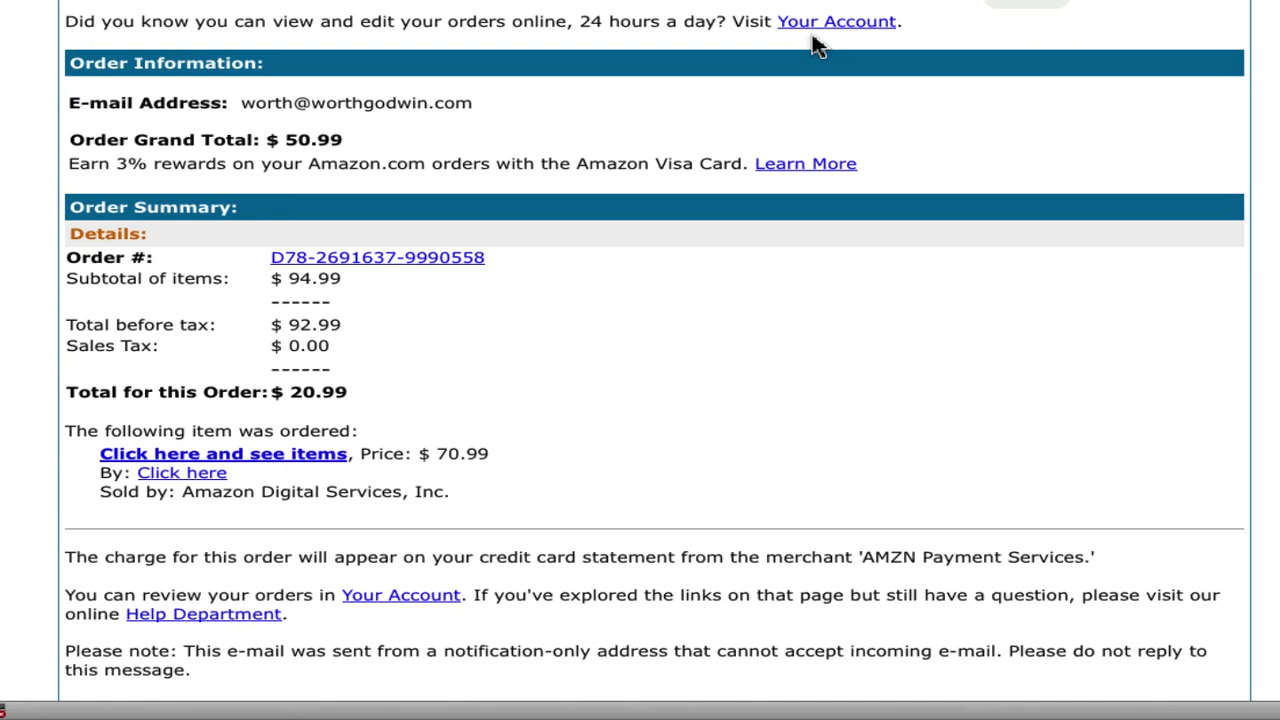 Did you know you can view and edit your orders online, 24 hours a day? Visit Your Account.
Order Information:
E-mail Address: worth@worthgodwin.com
Order Grand Total: $ 50.99
Earn 3% rewards on your Amazon.com orders with the Amazon Visa Card. Learn More
Order Summary:
Details:
Order #: D78-2691637-9990558
Subtotal of items: $ 94.99
------
Total before tax: $ 92.99
Sales Tax: $ 0.00
------
Total for this Order: $ 20.99
The following item was ordered:
Click here and see items, Price: $ 70.99
By: Click here
Sold by: Amazon Digital Services, Inc.
The charge for this order will appear on your credit card statement from the merchant 'AMZN Payment Services.'
You can review your orders in Your Account. If you've explored the links on that page but still have a question, please visit our
online Help Department.
Please note: This e-mail was sent from a notification-only address that cannot accept incoming e-mail. Please do not reply to
this message.